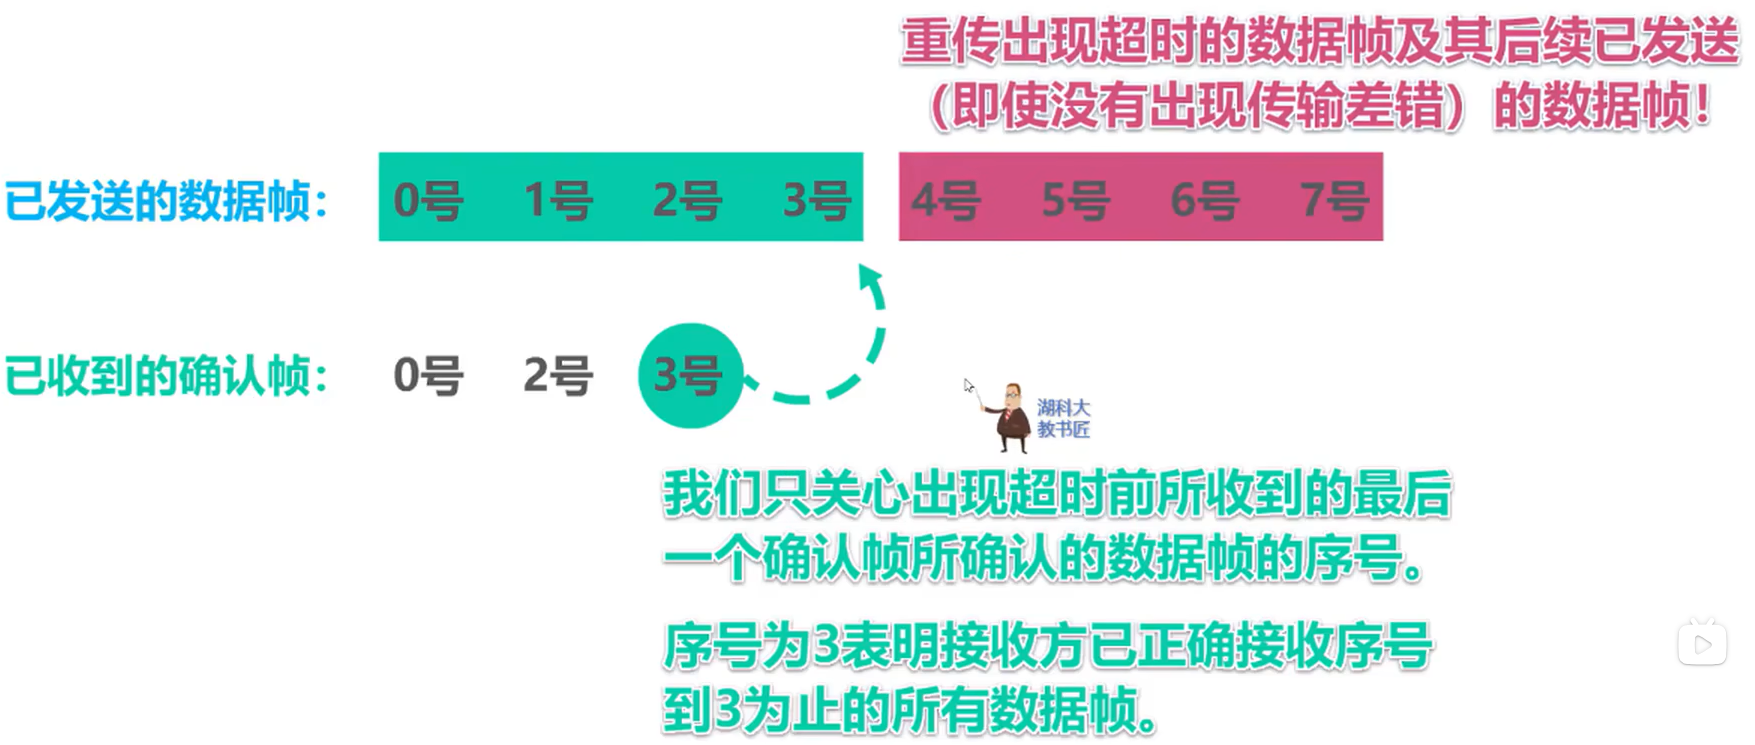 重传出现超时的数据帧及其后续已发送
（即使没有出现传输差错）的数据帧！
已发送的数据帧： 0号 1号 2号 3号 4号 5号 6号 7号
已收到的确认帧： 0号 2号 3号
湖科大
教书匠
我们只关心出现超时前所收到的最后
一个确认帧所确认的数据帧的序号。
序号为3表明接收方已正确接收序号
到3为止的所有数据帧。